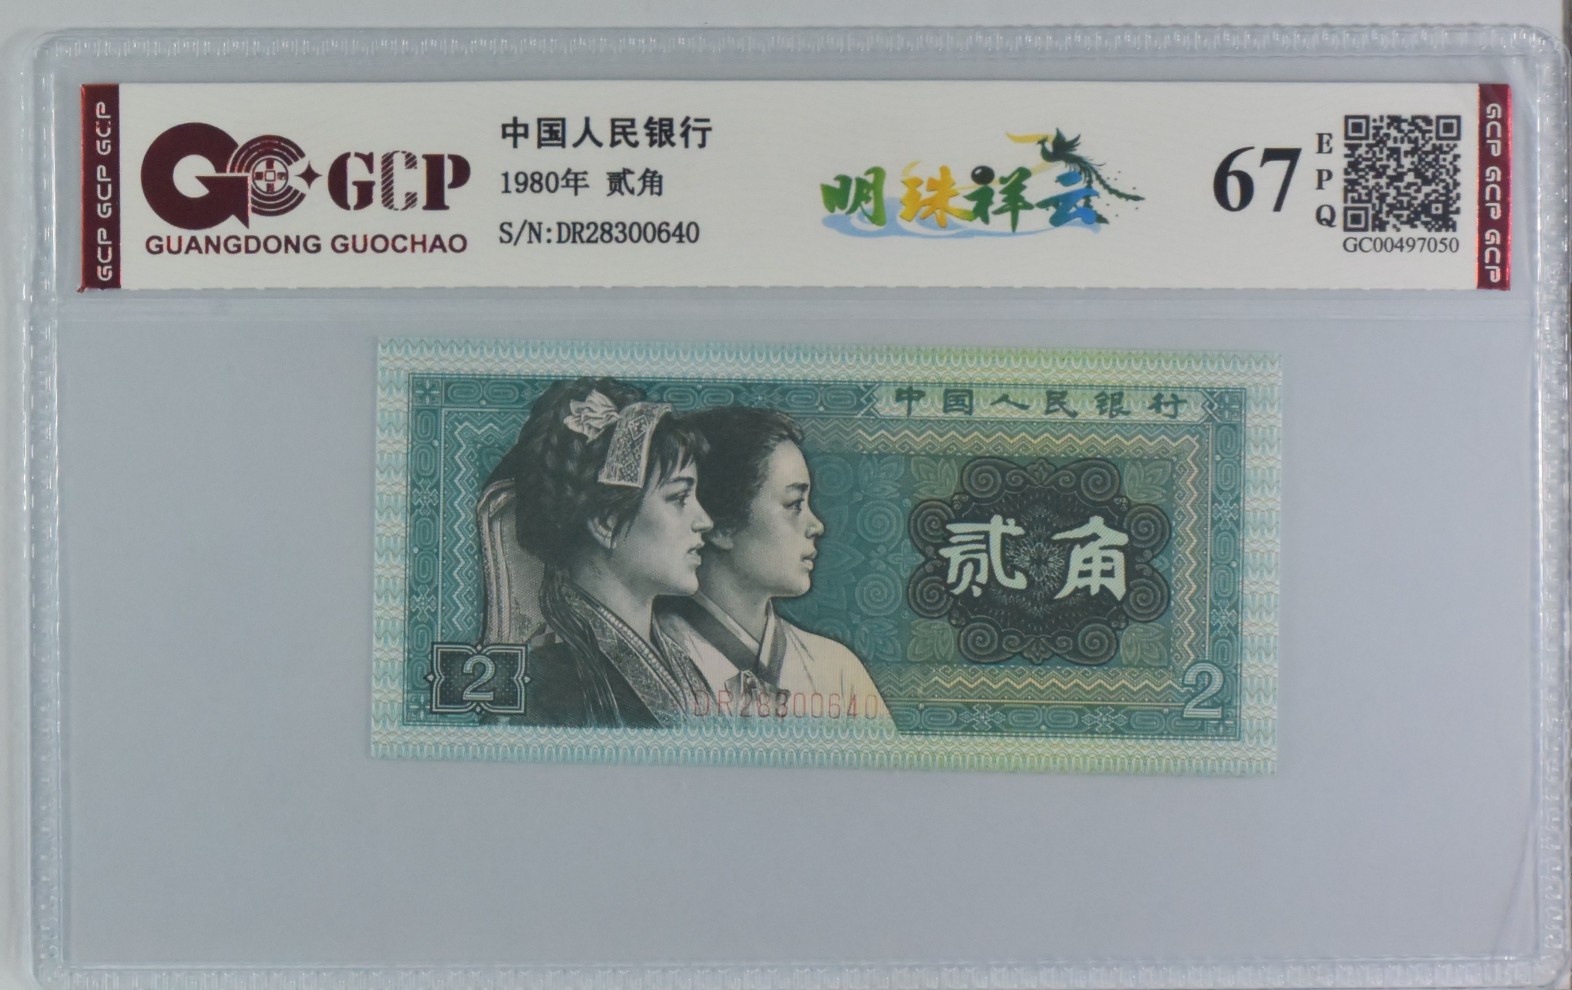 GCP GCP GCP
GCP
GUANGDONG GUOCHAO
中国人民银行
1980年 贰角
S/N:DR28300640
明珠祥云
67
EPQ
GC00497050
GCP GCP GCP
中国人民银行
贰角
2
DR28300640
2